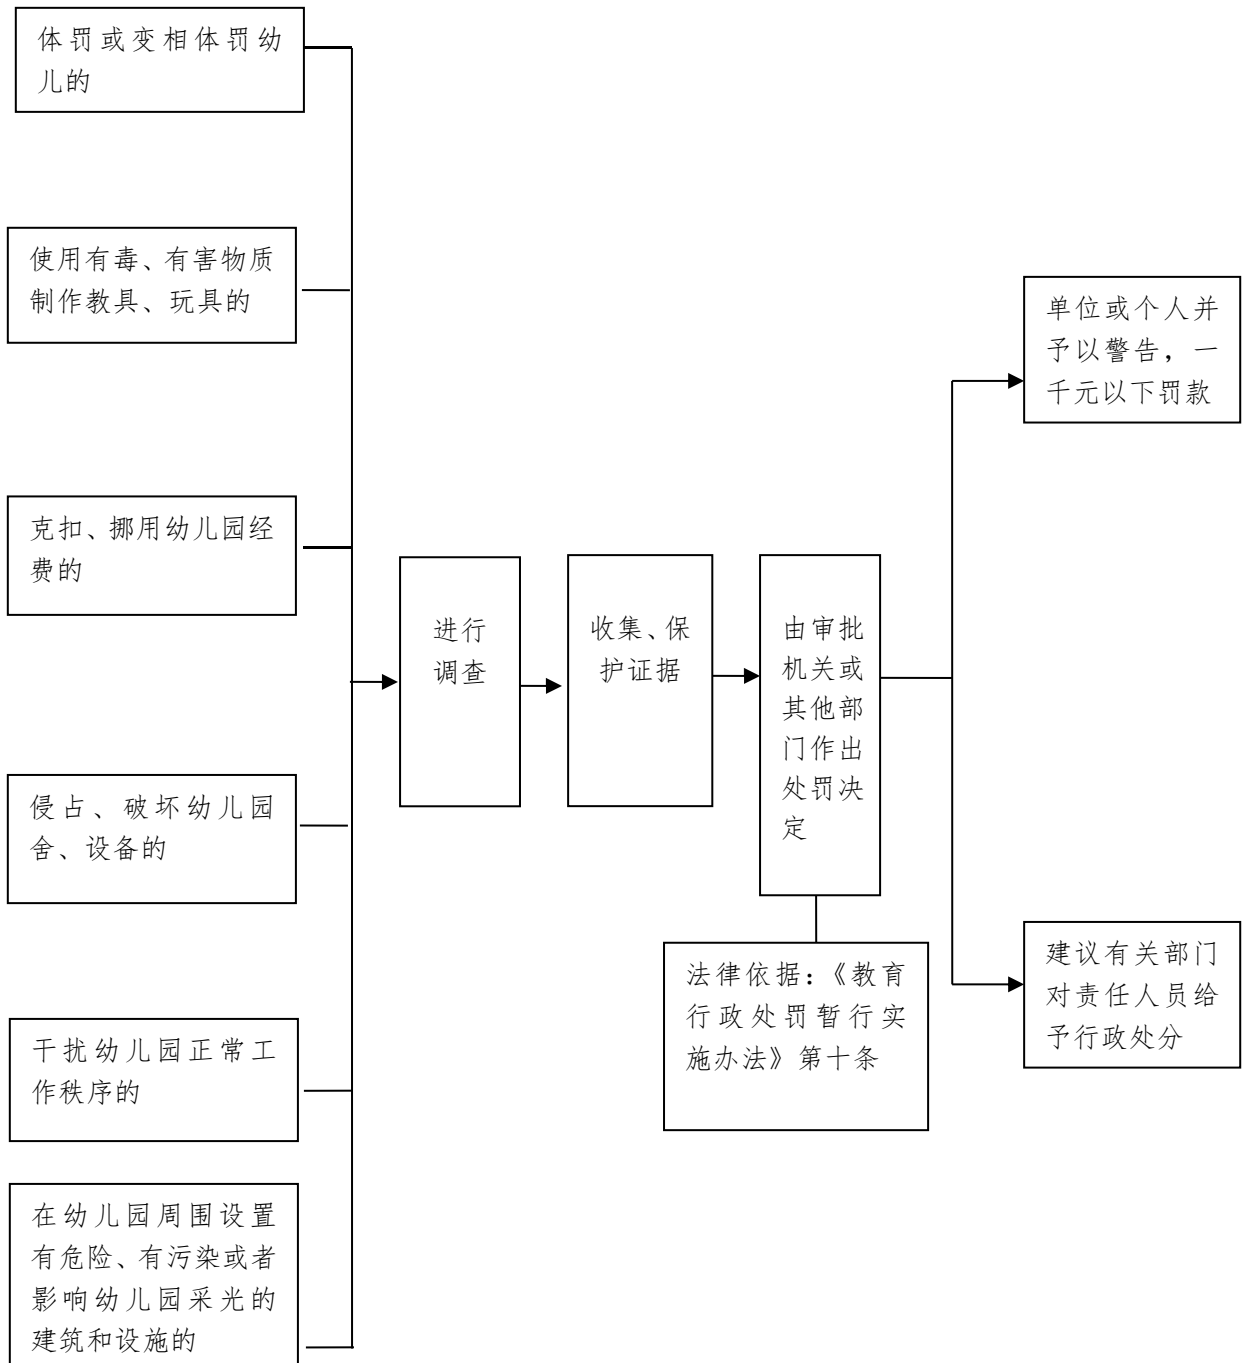 体罚或变相体罚幼
儿的
使用有毒、有害物质
制作教具、玩具的
克扣、挪用幼儿园经
费的
侵占、破坏幼儿园
舍、设备的
干扰幼儿园正常工
作秩序的
在幼儿园周围设置
有危险、有污染或者
影响幼儿园采光的
建筑和设施的
进行
调查
收集、保
护证据
由审批
机关或
其他部
门作出
处罚决
定
法律依据：《教育
行政处罚暂行实
施办法》第十条
单位或个人并
予以警告，一
千元以下罚款
建议有关部门
对责任人员给
予行政处分